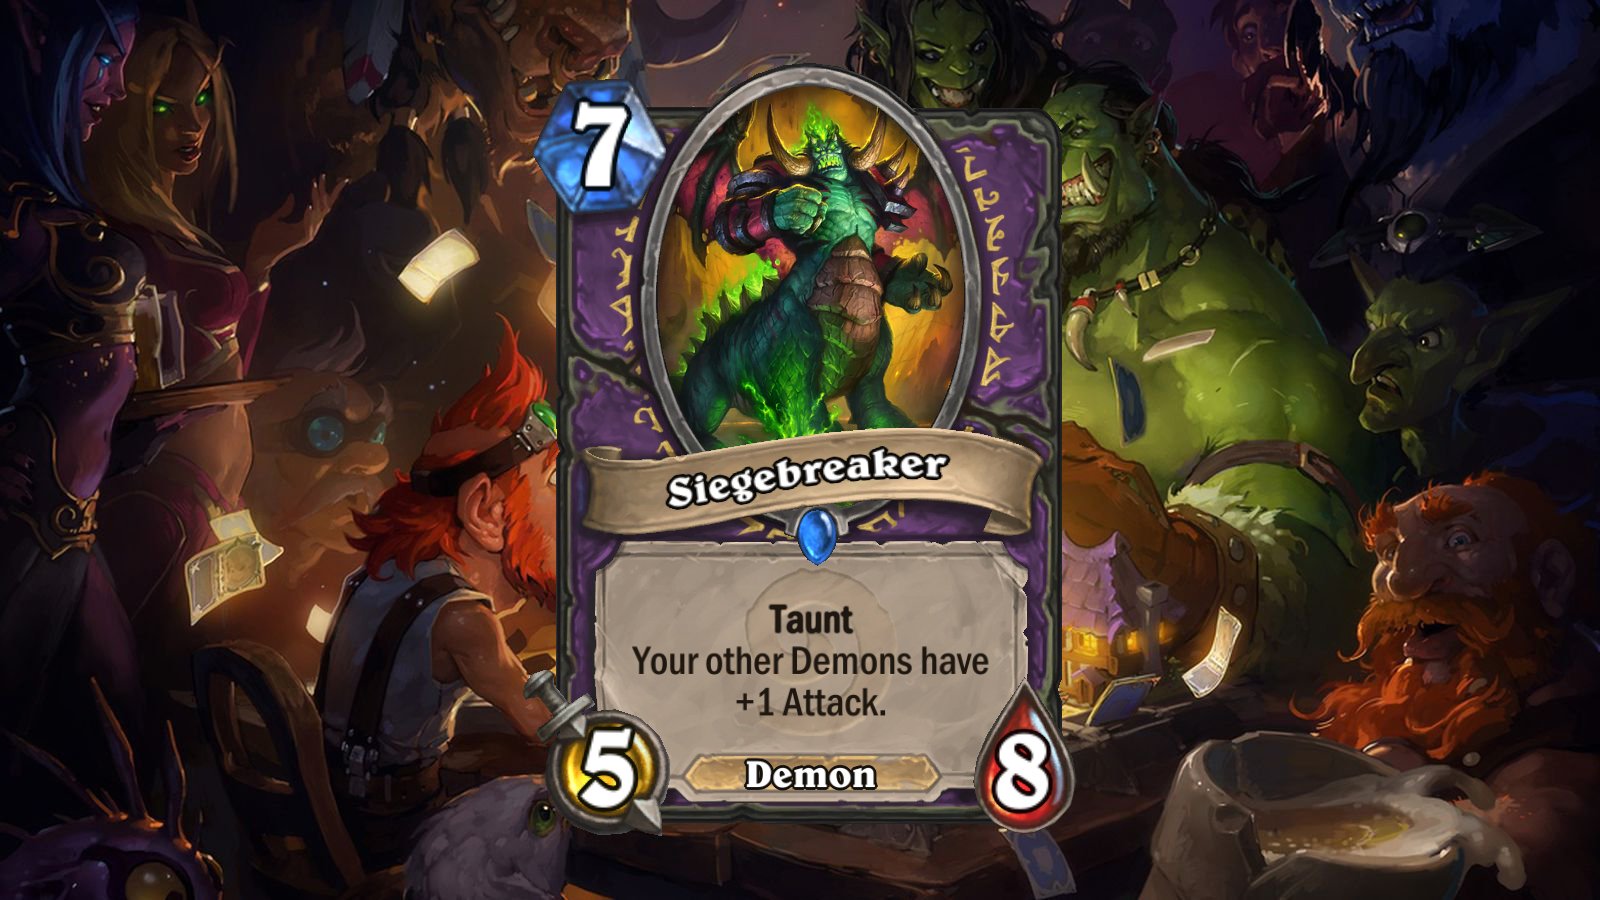 7
Siegebreaker
Taunt
Your other Demons have
+1 Attack.
5
Demon
8